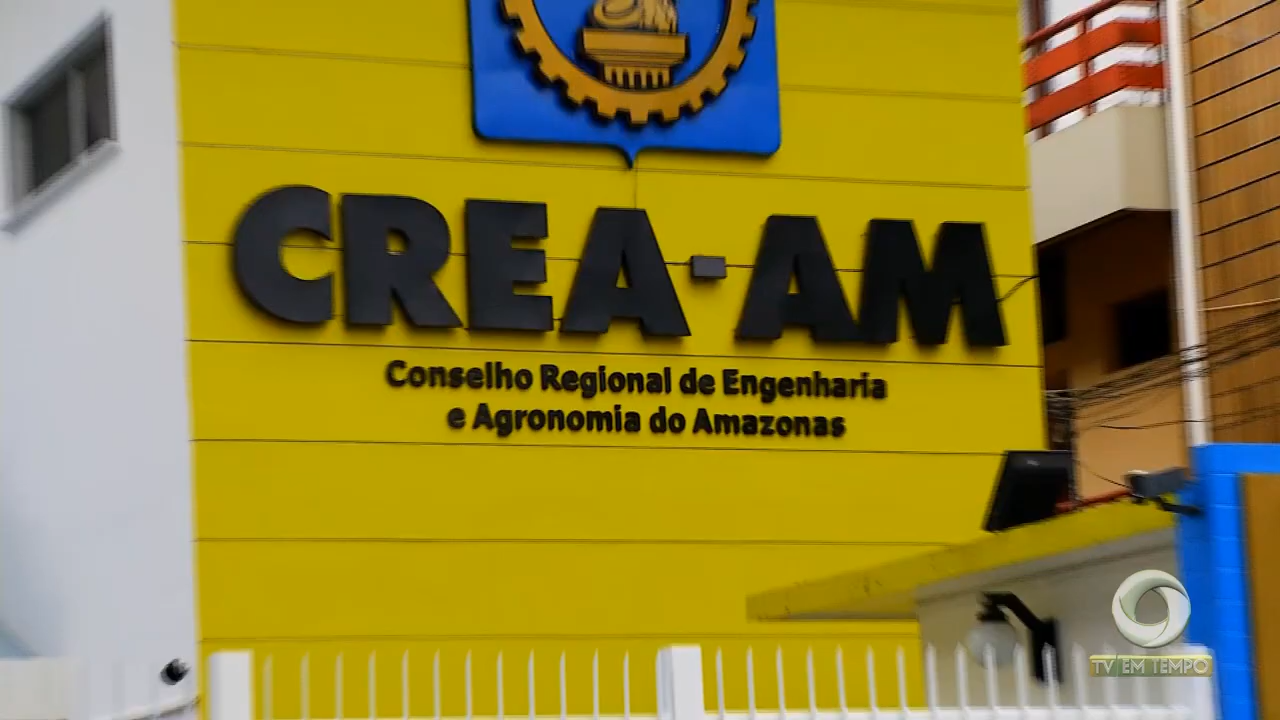 CREA-AM
Conselho Regional de Engenharia
e Agronomia do Amazonas
TV EM TEMPO